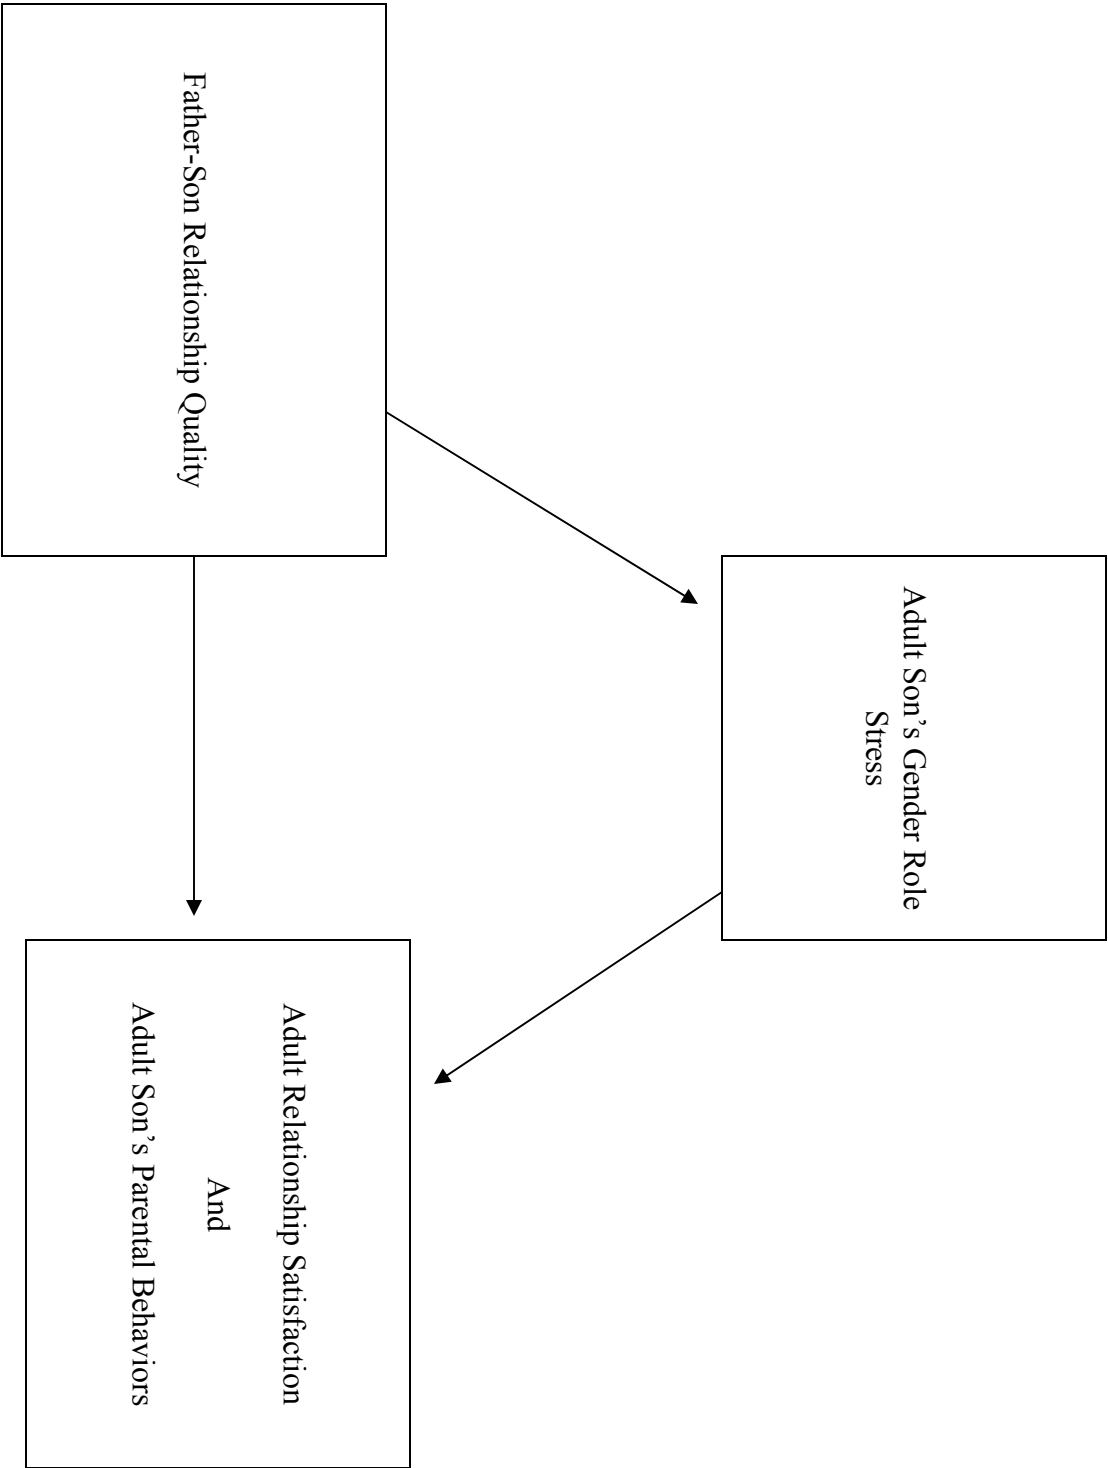 Adult Son’s Gender Role
Stress
Father-Son Relationship Quality
Adult Relationship Satisfaction
And
Adult Son’s Parental Behaviors